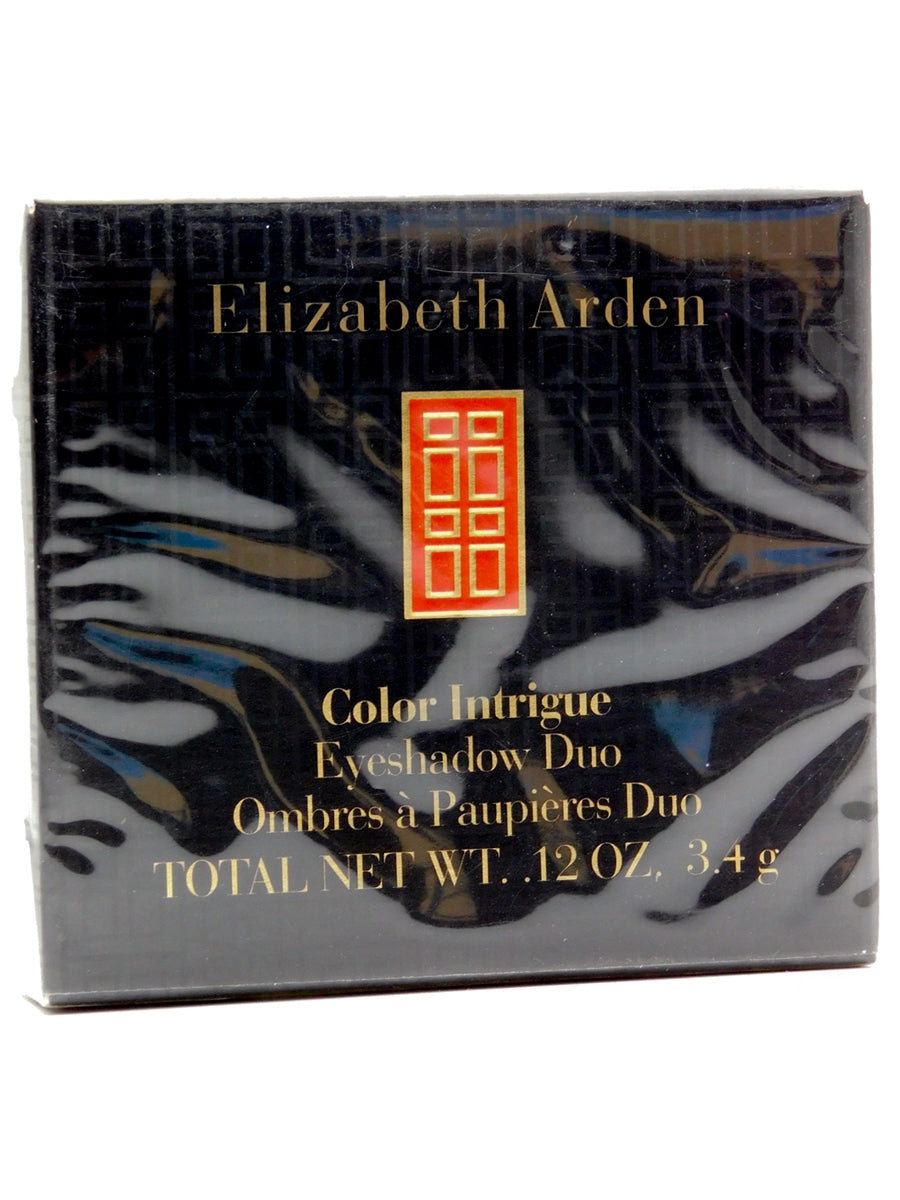 Elizabeth Arden
Color Intrigue
Eyeshadow Duo
Ombres à Paupières Duo
TOTAL NET WT. .12 OZ, 3.4 g